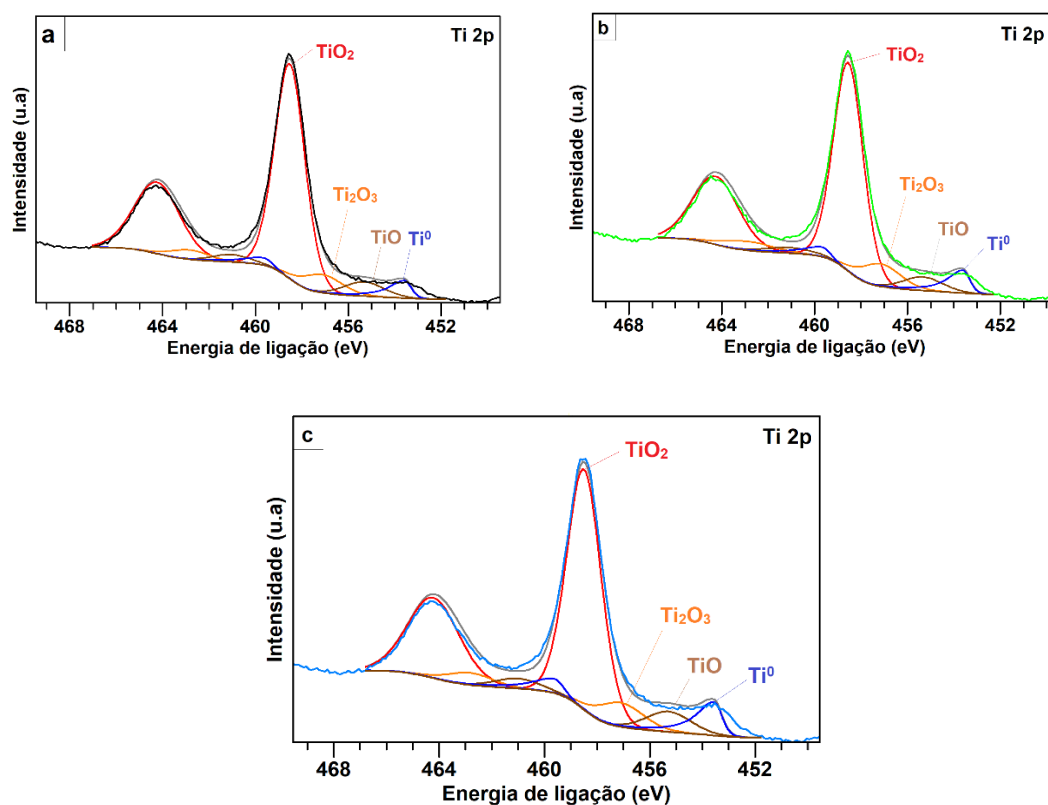 a
Ti 2p
TiO₂
Ti₂O₃
TiO
Ti⁰
Intensidade (u.a)
468 464 460 456 452
Energia de ligação (eV)
b
Ti 2p
TiO₂
Ti₂O₃
TiO
Ti⁰
Intensidade (u.a)
468 464 460 456 452
Energia de ligação (eV)
c
Ti 2p
TiO₂
Ti₂O₃
TiO
Ti⁰
Intensidade (u.a)
468 464 460 456 452
Energia de ligação (eV)